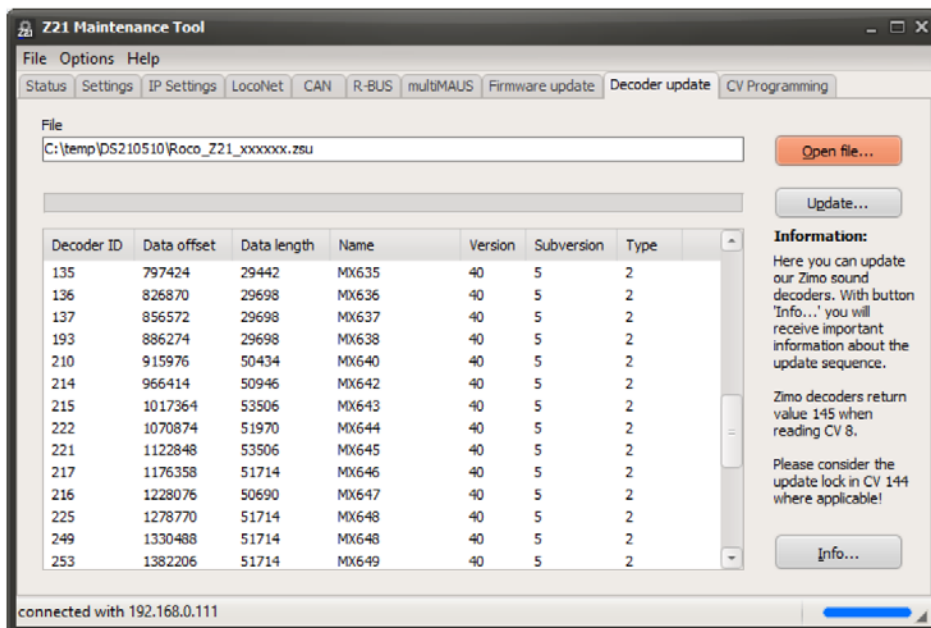 Z21 Maintenance Tool
File Options Help
Status Settings IP Settings LocoNet CAN R-BUS multiMAUS Firmware update Decoder update CV Programming
File
C:\temp\DS210510\Roco_Z21_xxxxxx.zsu
Open file...
Update...
Decoder ID Data offset Data length Name Version Subversion Type
135 797424 29442 MX635 40 5 2
136 826870 29698 MX636 40 5 2
137 856572 29698 MX637 40 5 2
193 886274 29698 MX638 40 5 2
210 915976 50434 MX640 40 5 2
214 966414 50946 MX642 40 5 2
215 1017364 53506 MX643 40 5 2
222 1070874 51970 MX644 40 5 2
221 1122848 53506 MX645 40 5 2
217 1176358 51714 MX646 40 5 2
216 1228076 50690 MX647 40 5 2
225 1278770 51714 MX648 40 5 2
249 1330488 51714 MX648 40 5 2
253 1382206 51714 MX649 40 5 2
Information:
Here you can update
our Zimo sound
decoders. With button
'Info...' you will
receive important
information about the
update sequence.
Zimo decoders return
value 145 when
reading CV 8.
Please consider the
update lock in CV 144
where applicable!
Info...
connected with 192.168.0.111